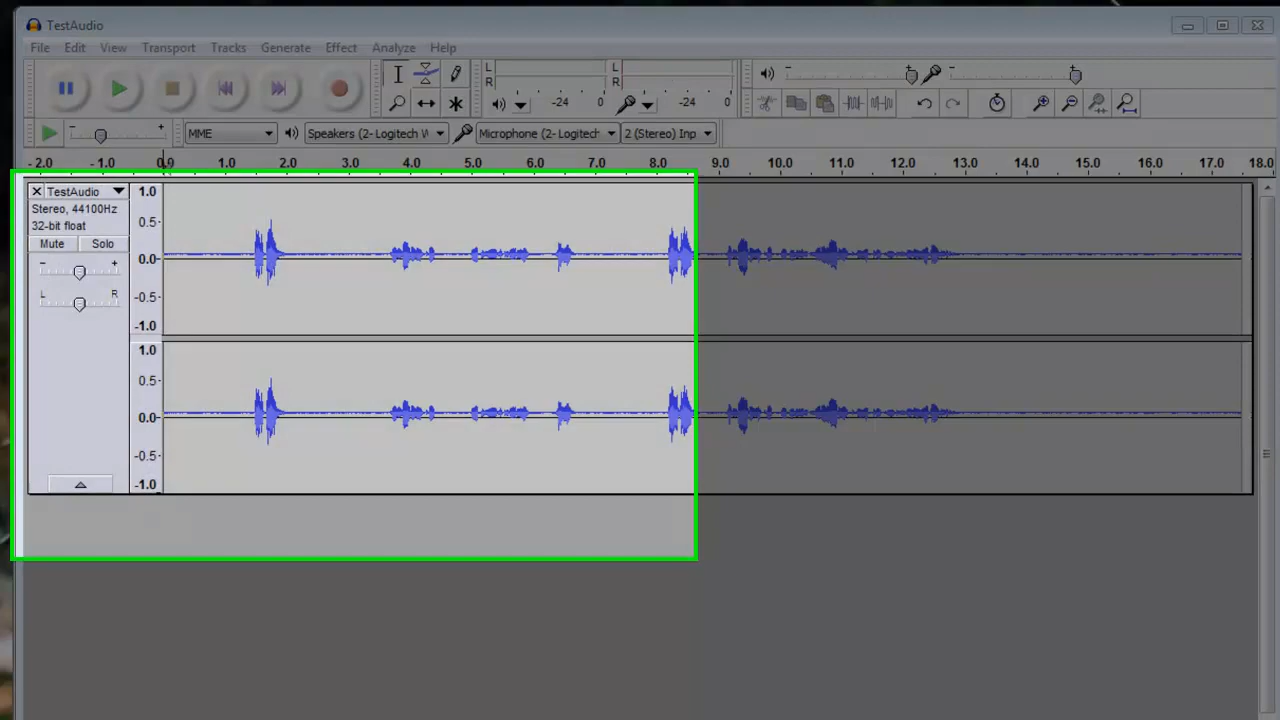 TestAudio
File Edit View Transport Tracks Generate Effect Analyze Help
L L
R R
-24 0 -24 0
MME Speakers (2- Logitech V Microphone (2- Logitech 2 (Stereo) Inp
-2.0 -1.0 0.0 1.0 2.0 3.0 4.0 5.0 6.0 7.0 8.0 9.0 10.0 11.0 12.0 13.0 14.0 15.0 16.0 17.0 18.0
TestAudio
Stereo, 44100Hz
32-bit float
Mute Solo
- +
L R
1.0
0.5-
0.0-
-0.5-
-1.0
1.0
0.5-
0.0-
-0.5-
-1.0